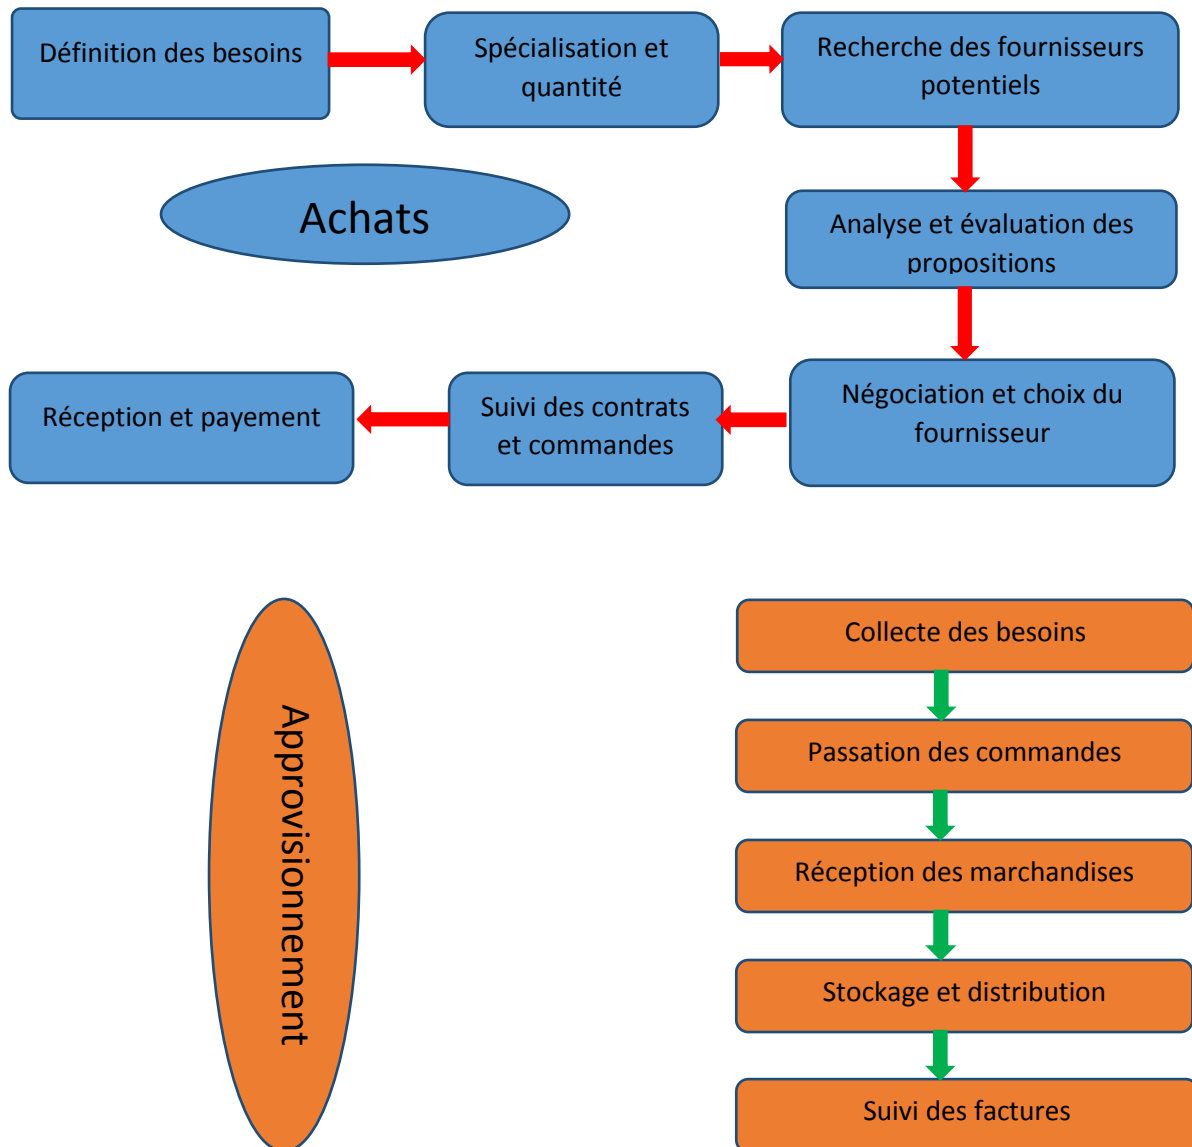 Définition des besoins
Spécialisation et
quantité
Recherche des fournisseurs
potentiels
Achats
Analyse et évaluation des
propositions
Négociation et choix du
fournisseur
Suivi des contrats
et commandes
Réception et payement
Approvisionnement
Collecte des besoins
Passation des commandes
Réception des marchandises
Stockage et distribution
Suivi des factures